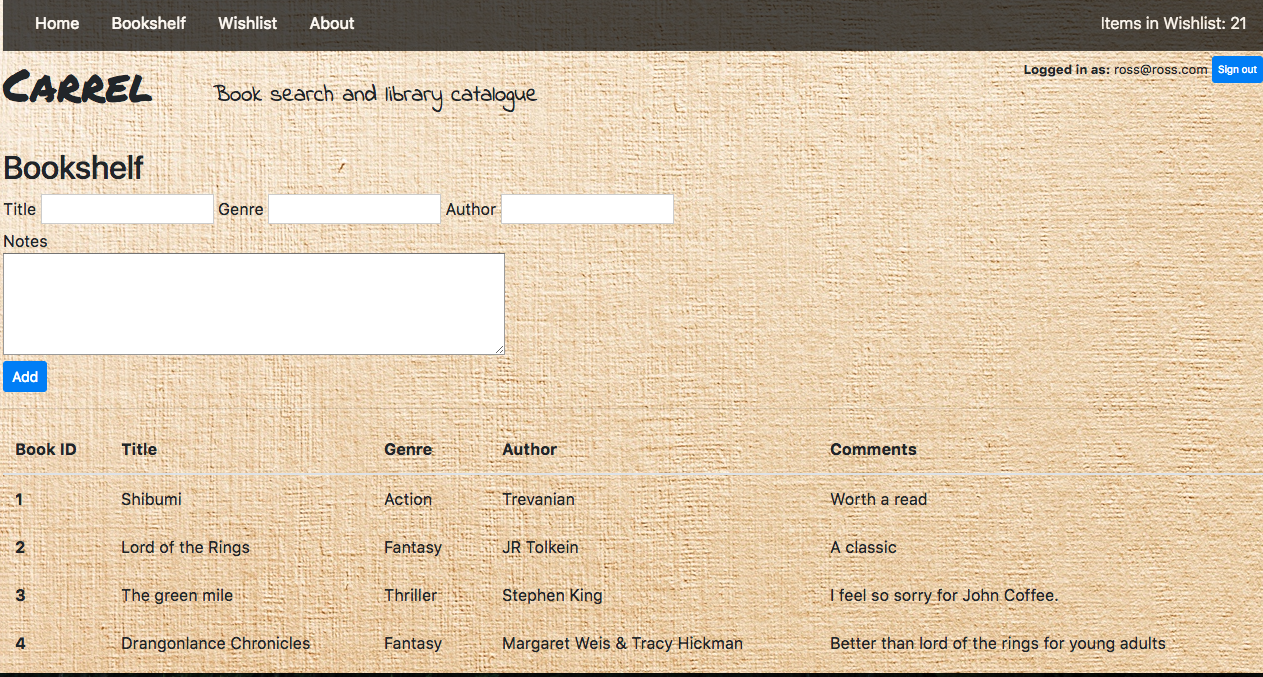 Home Bookshelf Wishlist About Items in Wishlist: 21
Logged in as: ross@ross.com Sign out
Carrel Book search and library catalogue
Bookshelf
Title Genre Author
Notes
Add
Book ID Title Genre Author Comments
1 Shibumi Action Trevanian Worth a read
2 Lord of the Rings Fantasy JR Tolkein A classic
3 The green mile Thriller Stephen King I feel so sorry for John Coffee.
4 Drangonlance Chronicles Fantasy Margaret Weis & Tracy Hickman Better than lord of the rings for young adults